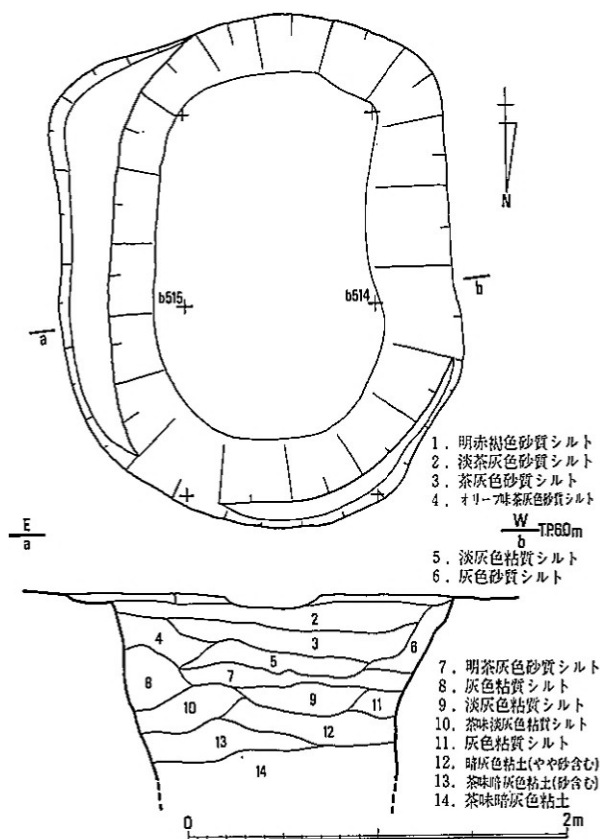 N
b515
b514
a
b
1. 明赤褐色砂質シルト
2. 淡茶灰色砂質シルト
3. 茶灰色砂質シルト
4. オリーブ味茶灰色砂質シルト
E
a
W
b
T.P.6.0m
5. 淡灰色粘質シルト
6. 灰色砂質シルト
2
3
4
5
6
7
8
9
10
11
12
13
14
7. 明茶灰色砂質シルト
8. 灰色粘質シルト
9. 淡灰色粘質シルト
10. 茶味淡灰色粘質シルト
11. 灰色粘質シルト
12. 暗灰色粘土(やや砂含む)
13. 茶味暗灰色粘土(砂含む)
14. 茶味暗灰色粘土
0
2m